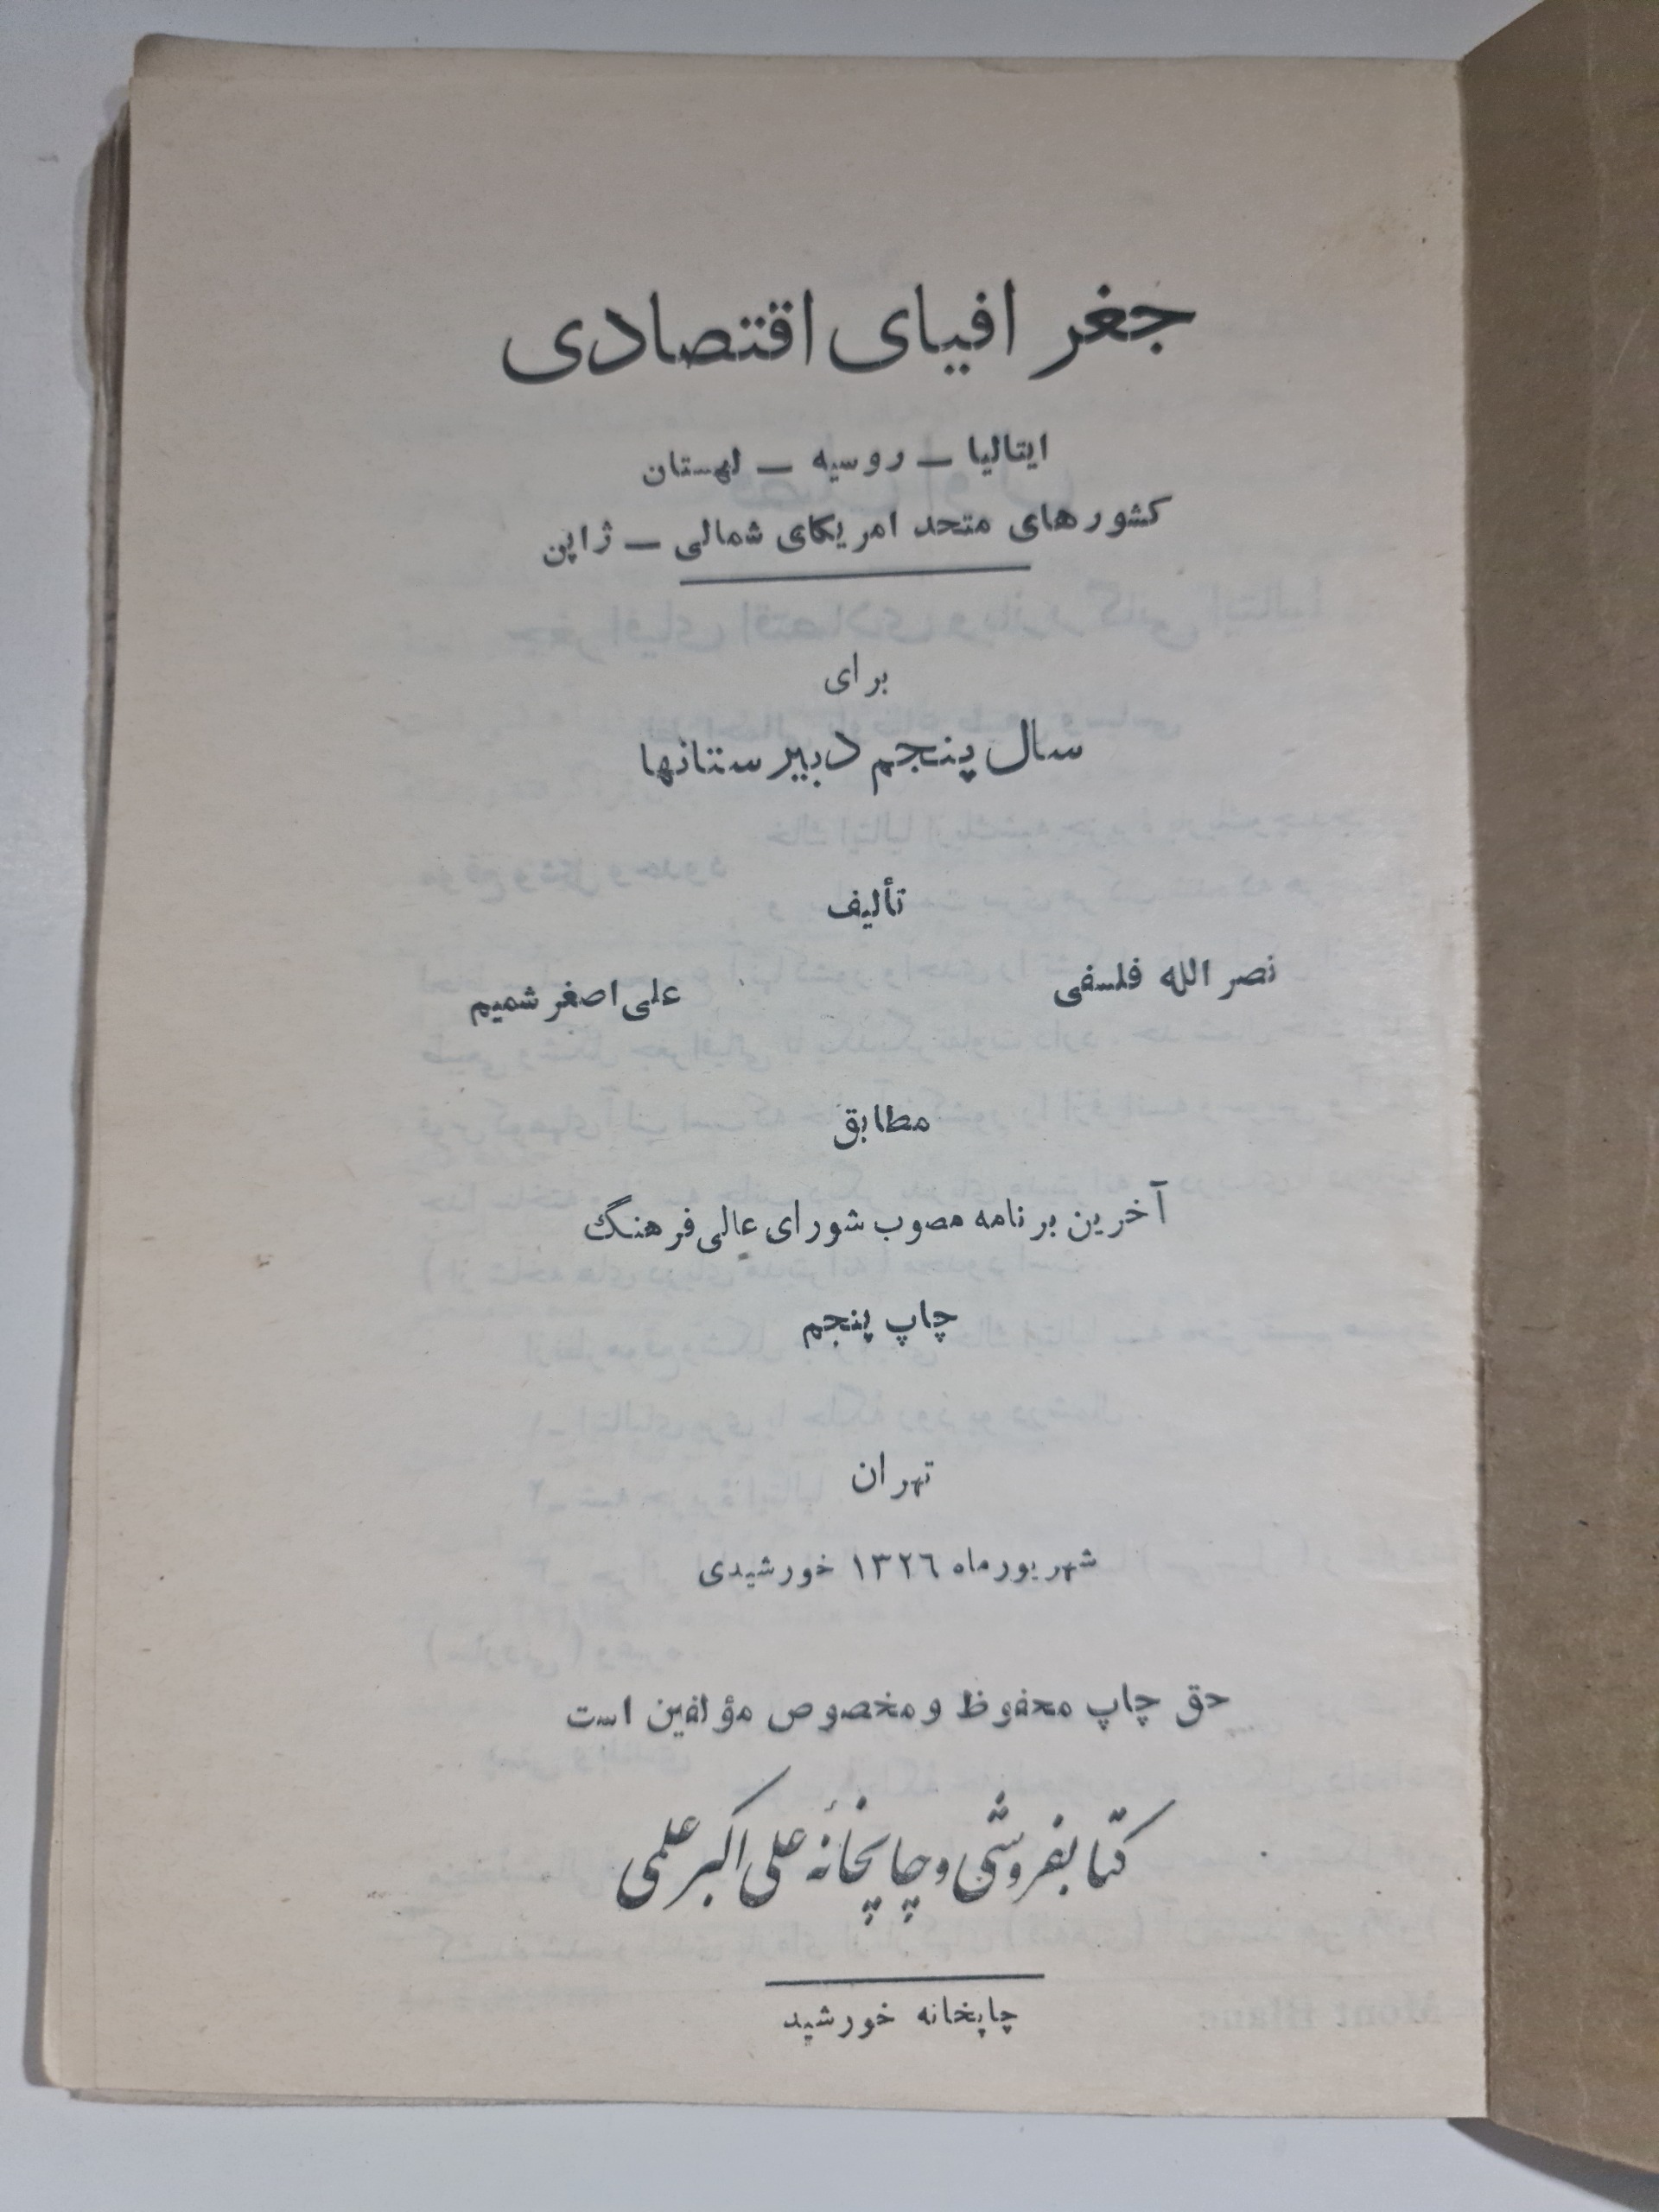 جغرافیای اقتصادی
ایتالیا ـ روسیه ـ لهستان
کشورهای متحد امریکای شمالی ـ ژاپن
برای
سال پنجم دبیرستانها
تألیف
نصرالله فلسفی علی اصغر شمیم
مطابق
آخرین برنامه مصوب شورای عالی فرهنگ
چاپ پنجم
تهران
شهریورماه ۱۳۲۶ خورشیدی
حق چاپ محفوظ و مخصوص مؤلفین است
کتابفروشی و چاپخانهٔ علی اکبر علمی
چاپخانه خورشید